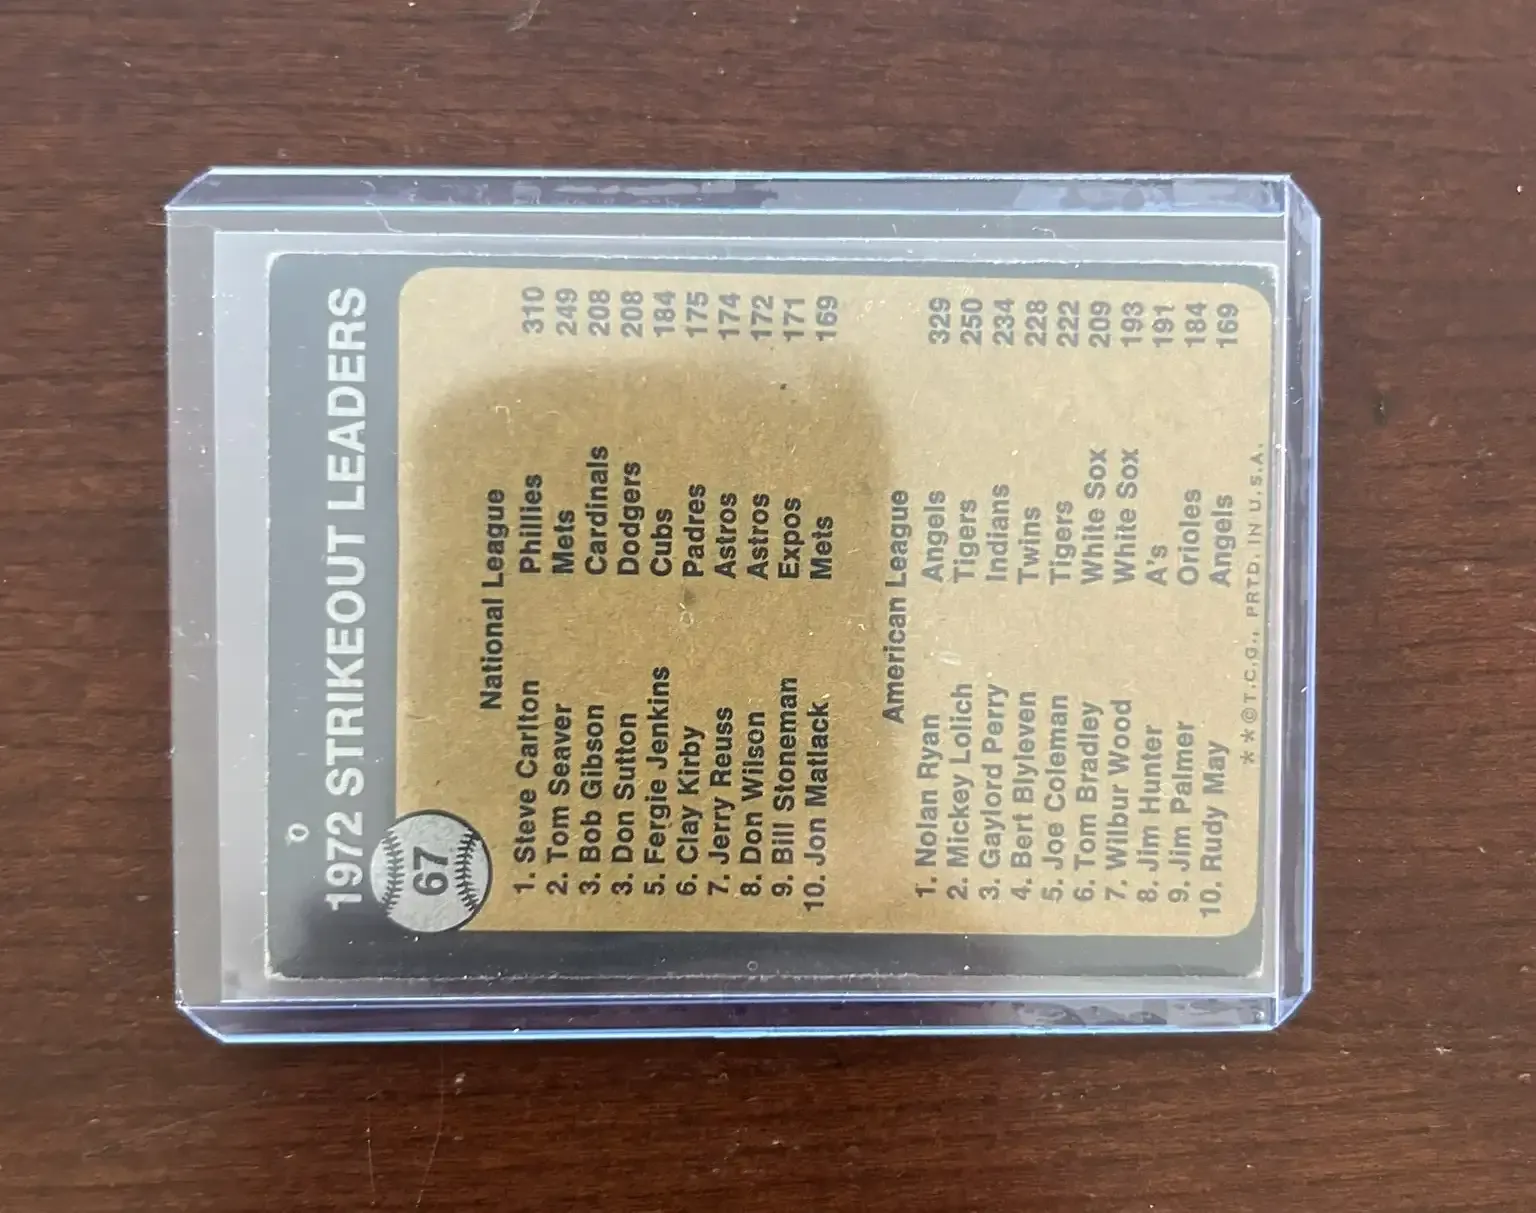 1972 STRIKEOUT LEADERS
67
National League
1. Steve Carlton Phillies 310
2. Tom Seaver Mets 249
3. Bob Gibson Cardinals 208
3. Don Sutton Dodgers 208
5. Fergie Jenkins Cubs 184
6. Clay Kirby Padres 175
7. Jerry Reuss Astros 174
8. Don Wilson Astros 172
9. Bill Stoneman Expos 171
10. Jon Matlack Mets 169
American League
1. Nolan Ryan Angels 329
2. Mickey Lolich Tigers 250
3. Gaylord Perry Indians 234
4. Bert Blyleven Twins 228
5. Joe Coleman Tigers 222
6. Tom Bradley White Sox 209
7. Wilbur Wood White Sox 193
8. Jim Hunter A's 191
9. Jim Palmer Orioles 184
10. Rudy May Angels 169
**©T.C.G., PRTD. IN U.S.A.